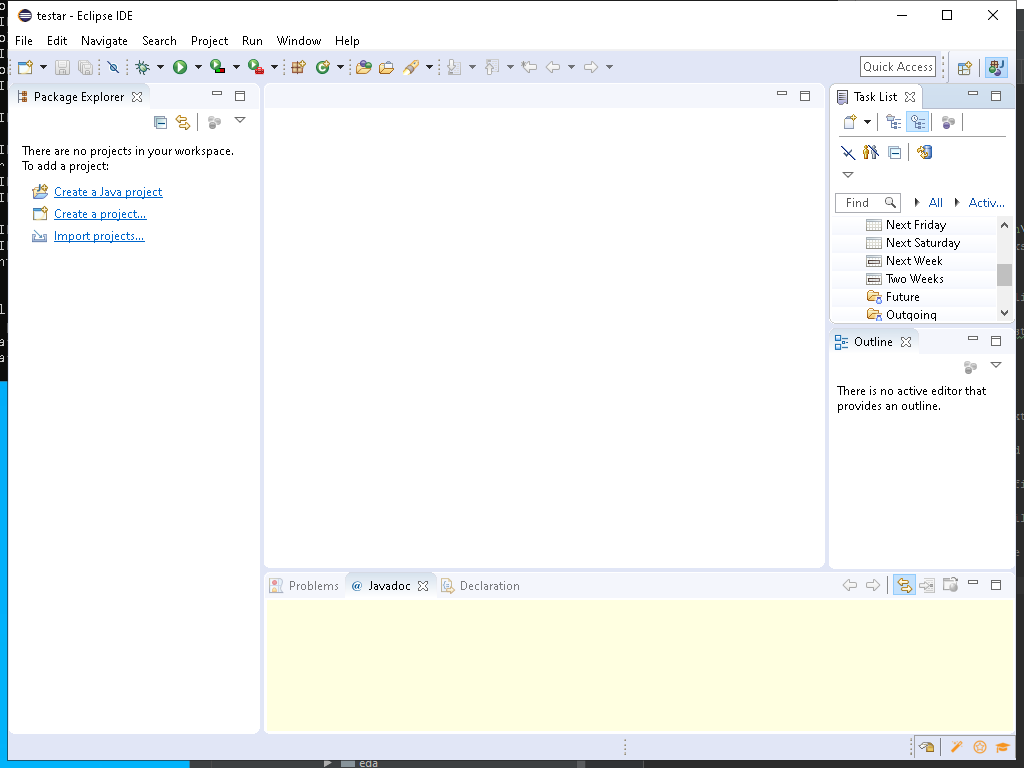 testar - Eclipse IDE
File Edit Navigate Search Project Run Window Help
Quick Access
Package Explorer
There are no projects in your workspace.
To add a project:
Create a Java project
Create a project...
Import projects...
Task List
Find All Activ...
Next Friday
Next Saturday
Next Week
Two Weeks
Future
Outgoing
Outline
There is no active editor that
provides an outline.
Problems @ Javadoc Declaration
eda